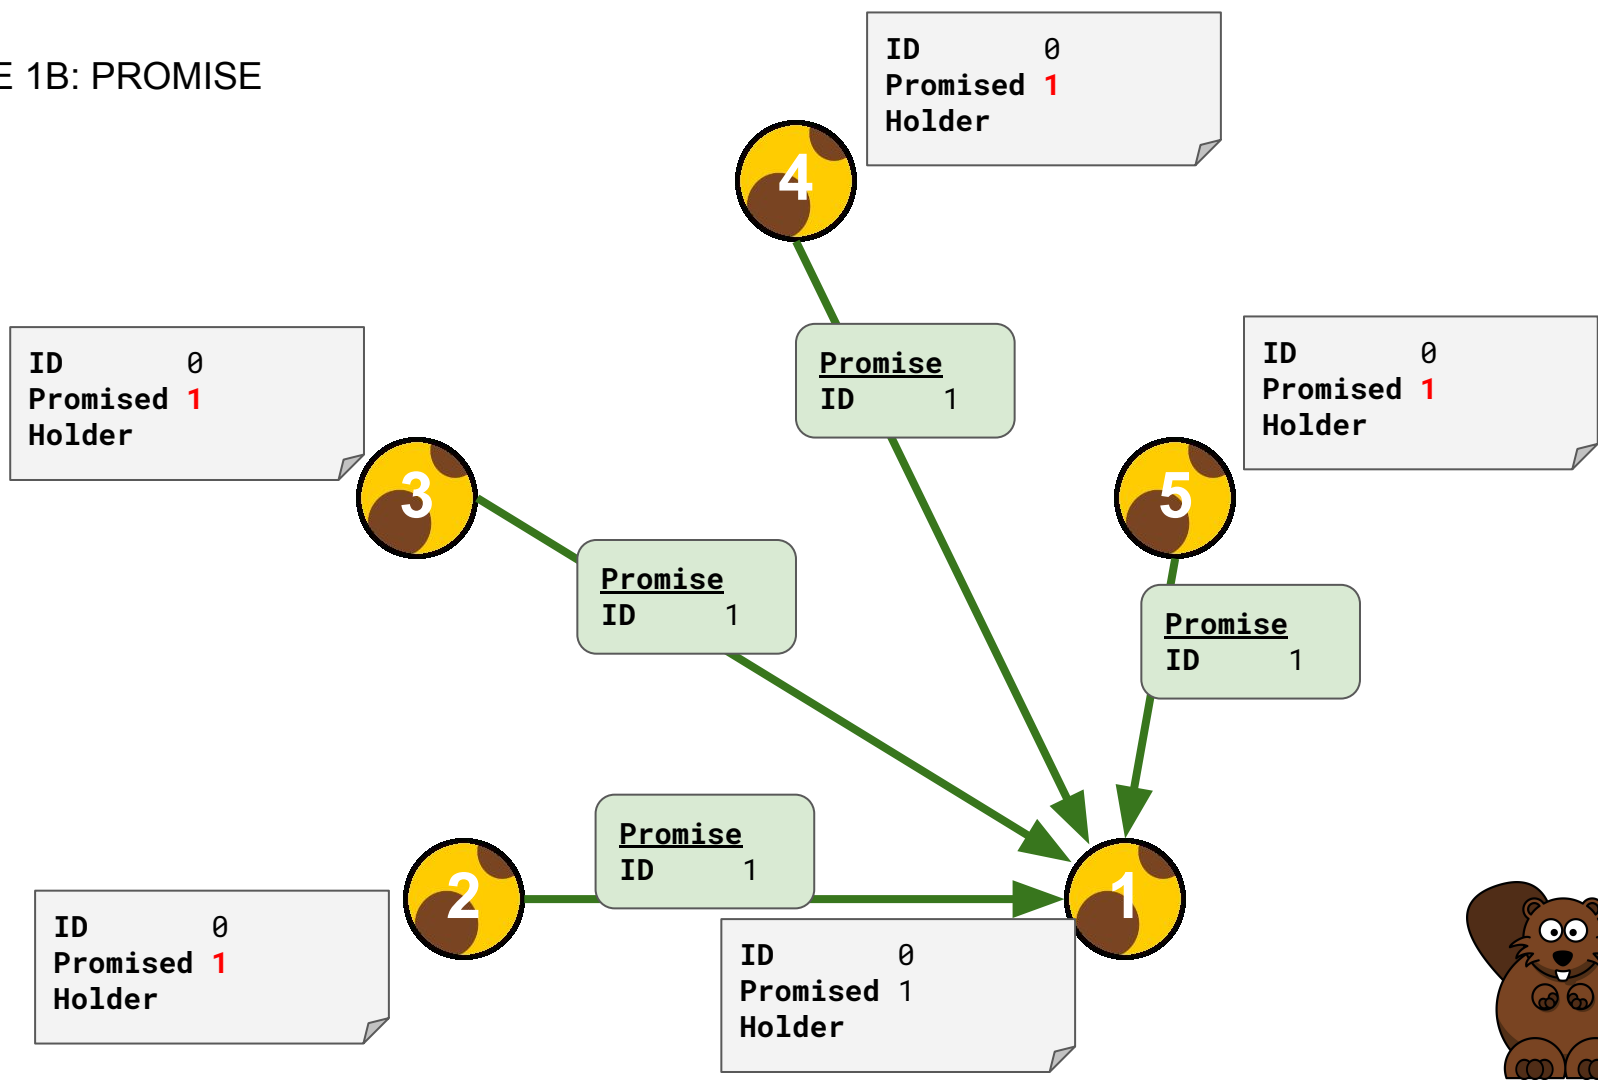 E 1B: PROMISE
ID 0
Promised 1
Holder
4
ID 0
Promised 1
Holder
Promise
ID 1
ID 0
Promised 1
Holder
3
5
Promise
ID 1
Promise
ID 1
Promise
ID 1
2
1
ID 0
Promised 1
Holder
ID 0
Promised 1
Holder